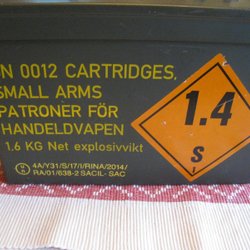 N 0012 CARTRIDGES,
SMALL ARMS
PATRONER FÖR
HANDELDVAPEN
1.6 KG Net explosivvikt
4A/Y31/S/17/I/RINA/2014/
RA/01/638-2 SACIL- SAC
1.4
S